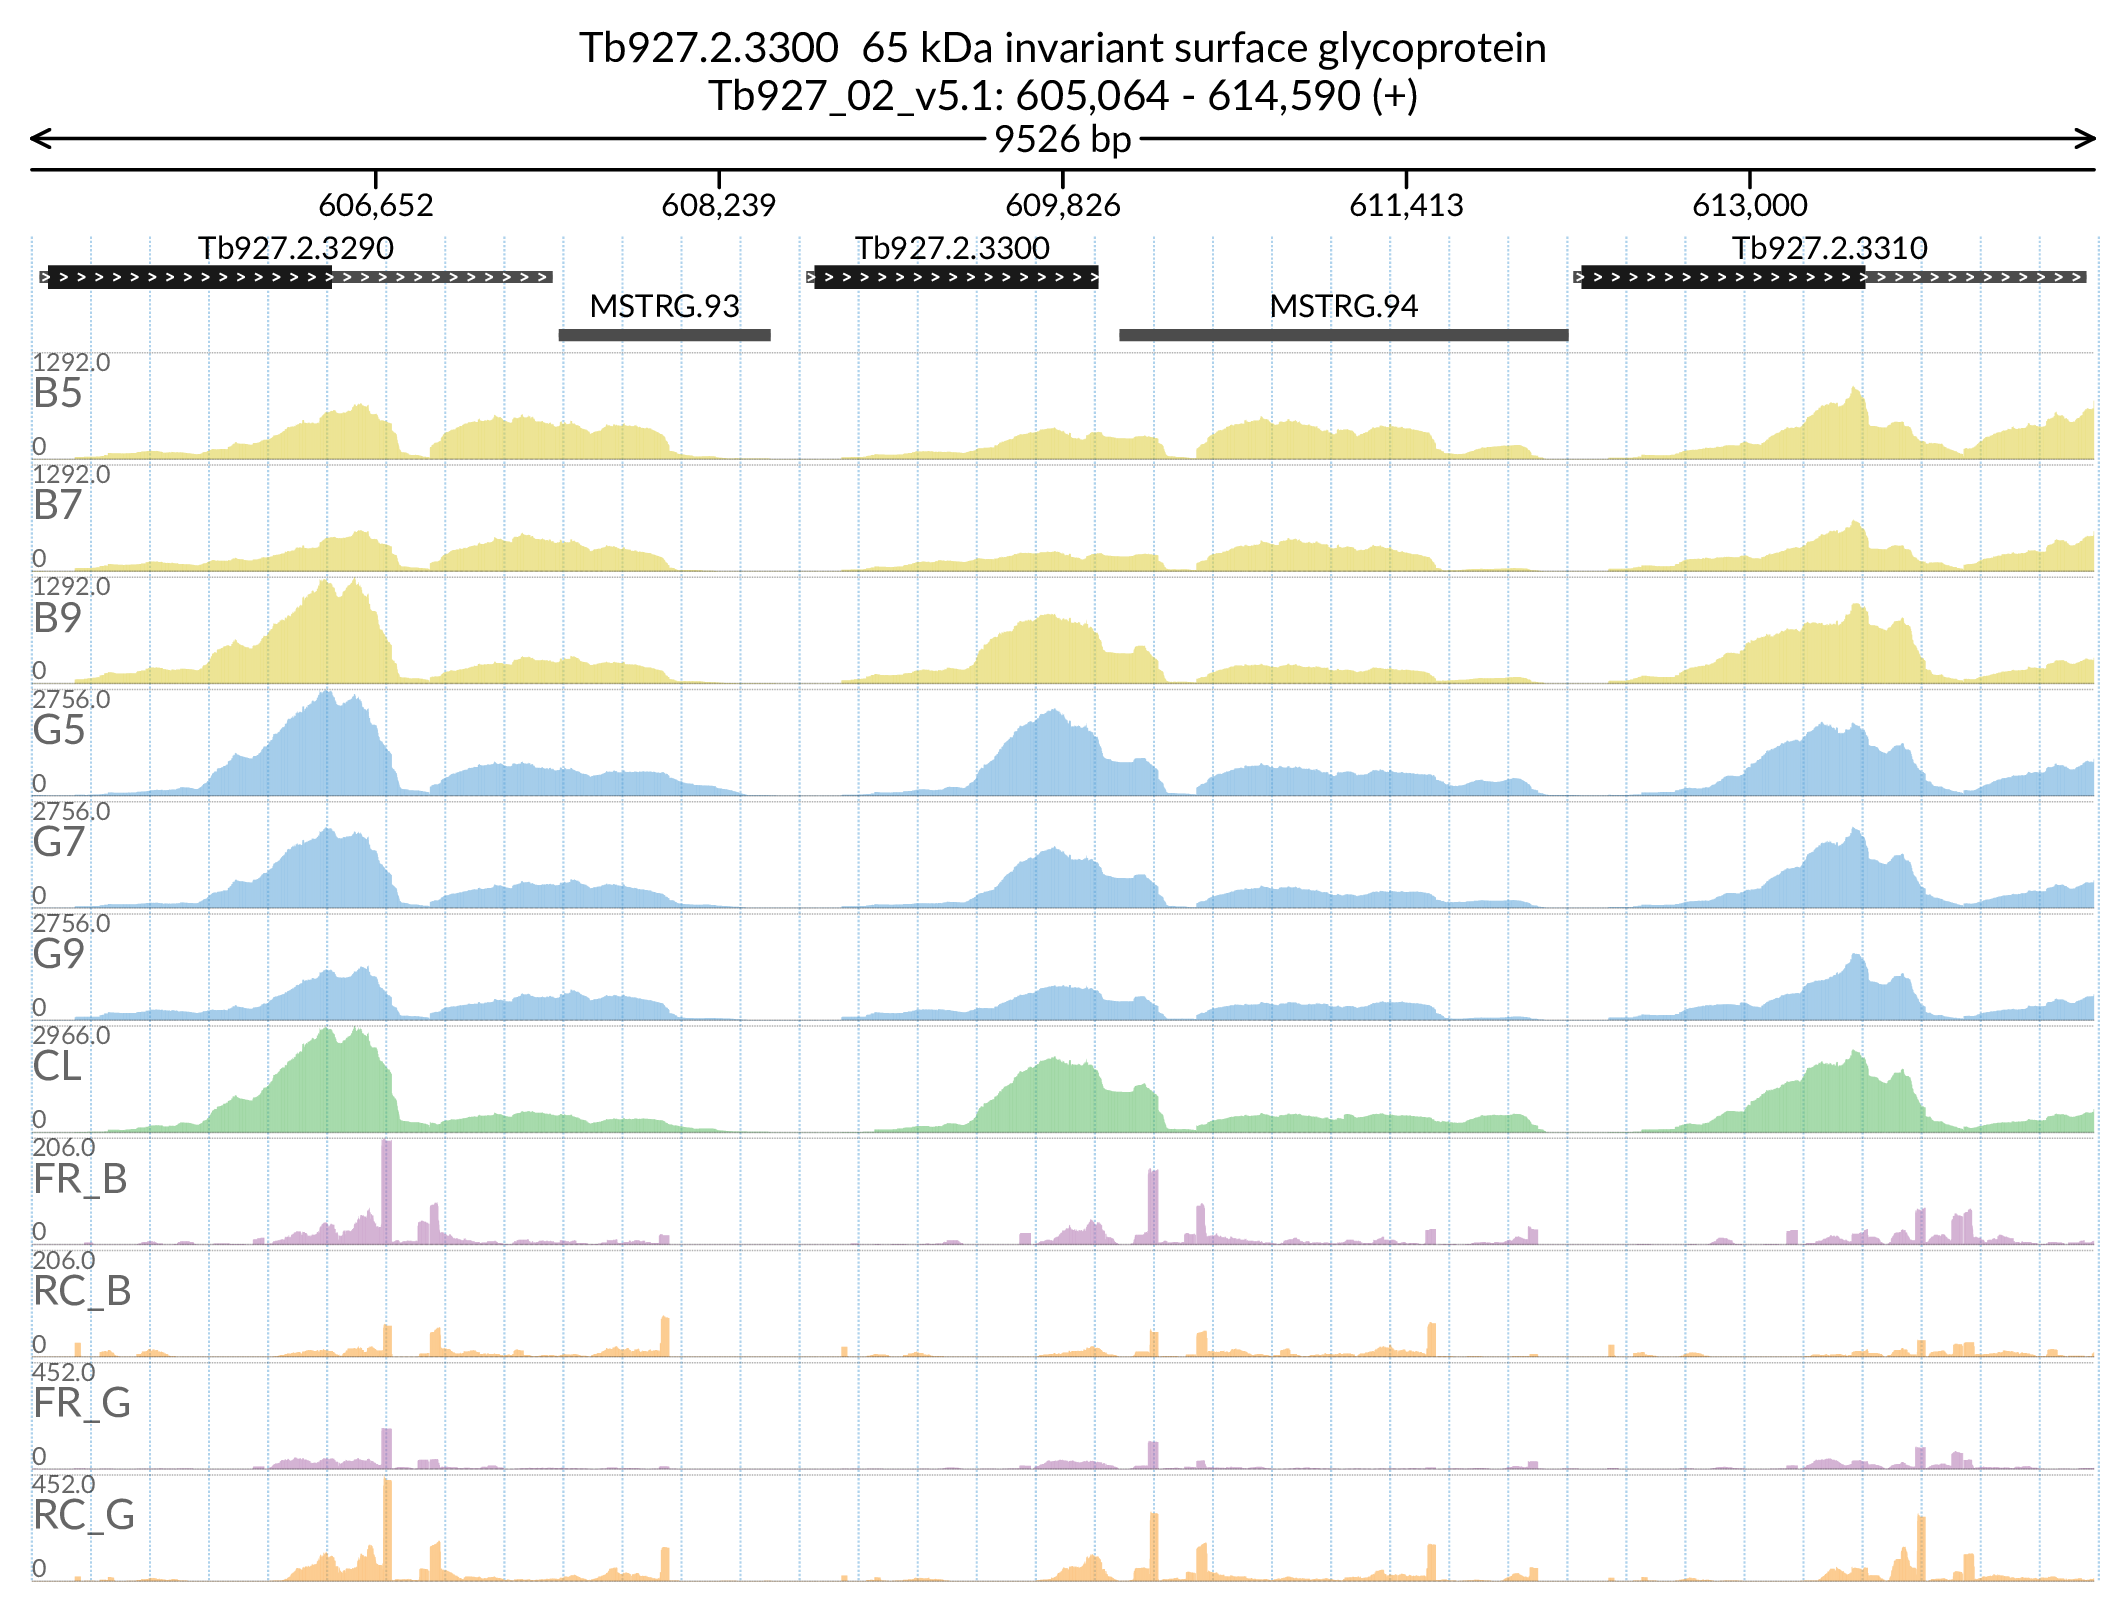 Tb927.2.3300  65 kDa invariant surface glycoprotein
Tb927_02_v5.1: 605,064 - 614,590 (+)
9526 bp
606,652 608,239 609,826 611,413 613,000
Tb927.2.3290 Tb927.2.3300 Tb927.2.3310
MSTRG.93 MSTRG.94
1292.0
B5
0
1292.0
B7
0
1292.0
B9
0
2756.0
G5
0
2756.0
G7
0
2756.0
G9
0
2966.0
CL
0
206.0
FR_B
0
206.0
RC_B
0
452.0
FR_G
0
452.0
RC_G
0